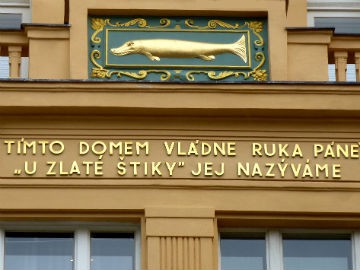 TÍMTO DOMEM VLÁDNE RUKA PÁNĚ
„U ZLATÉ ŠTIKY" JEJ NAZÝVÁME